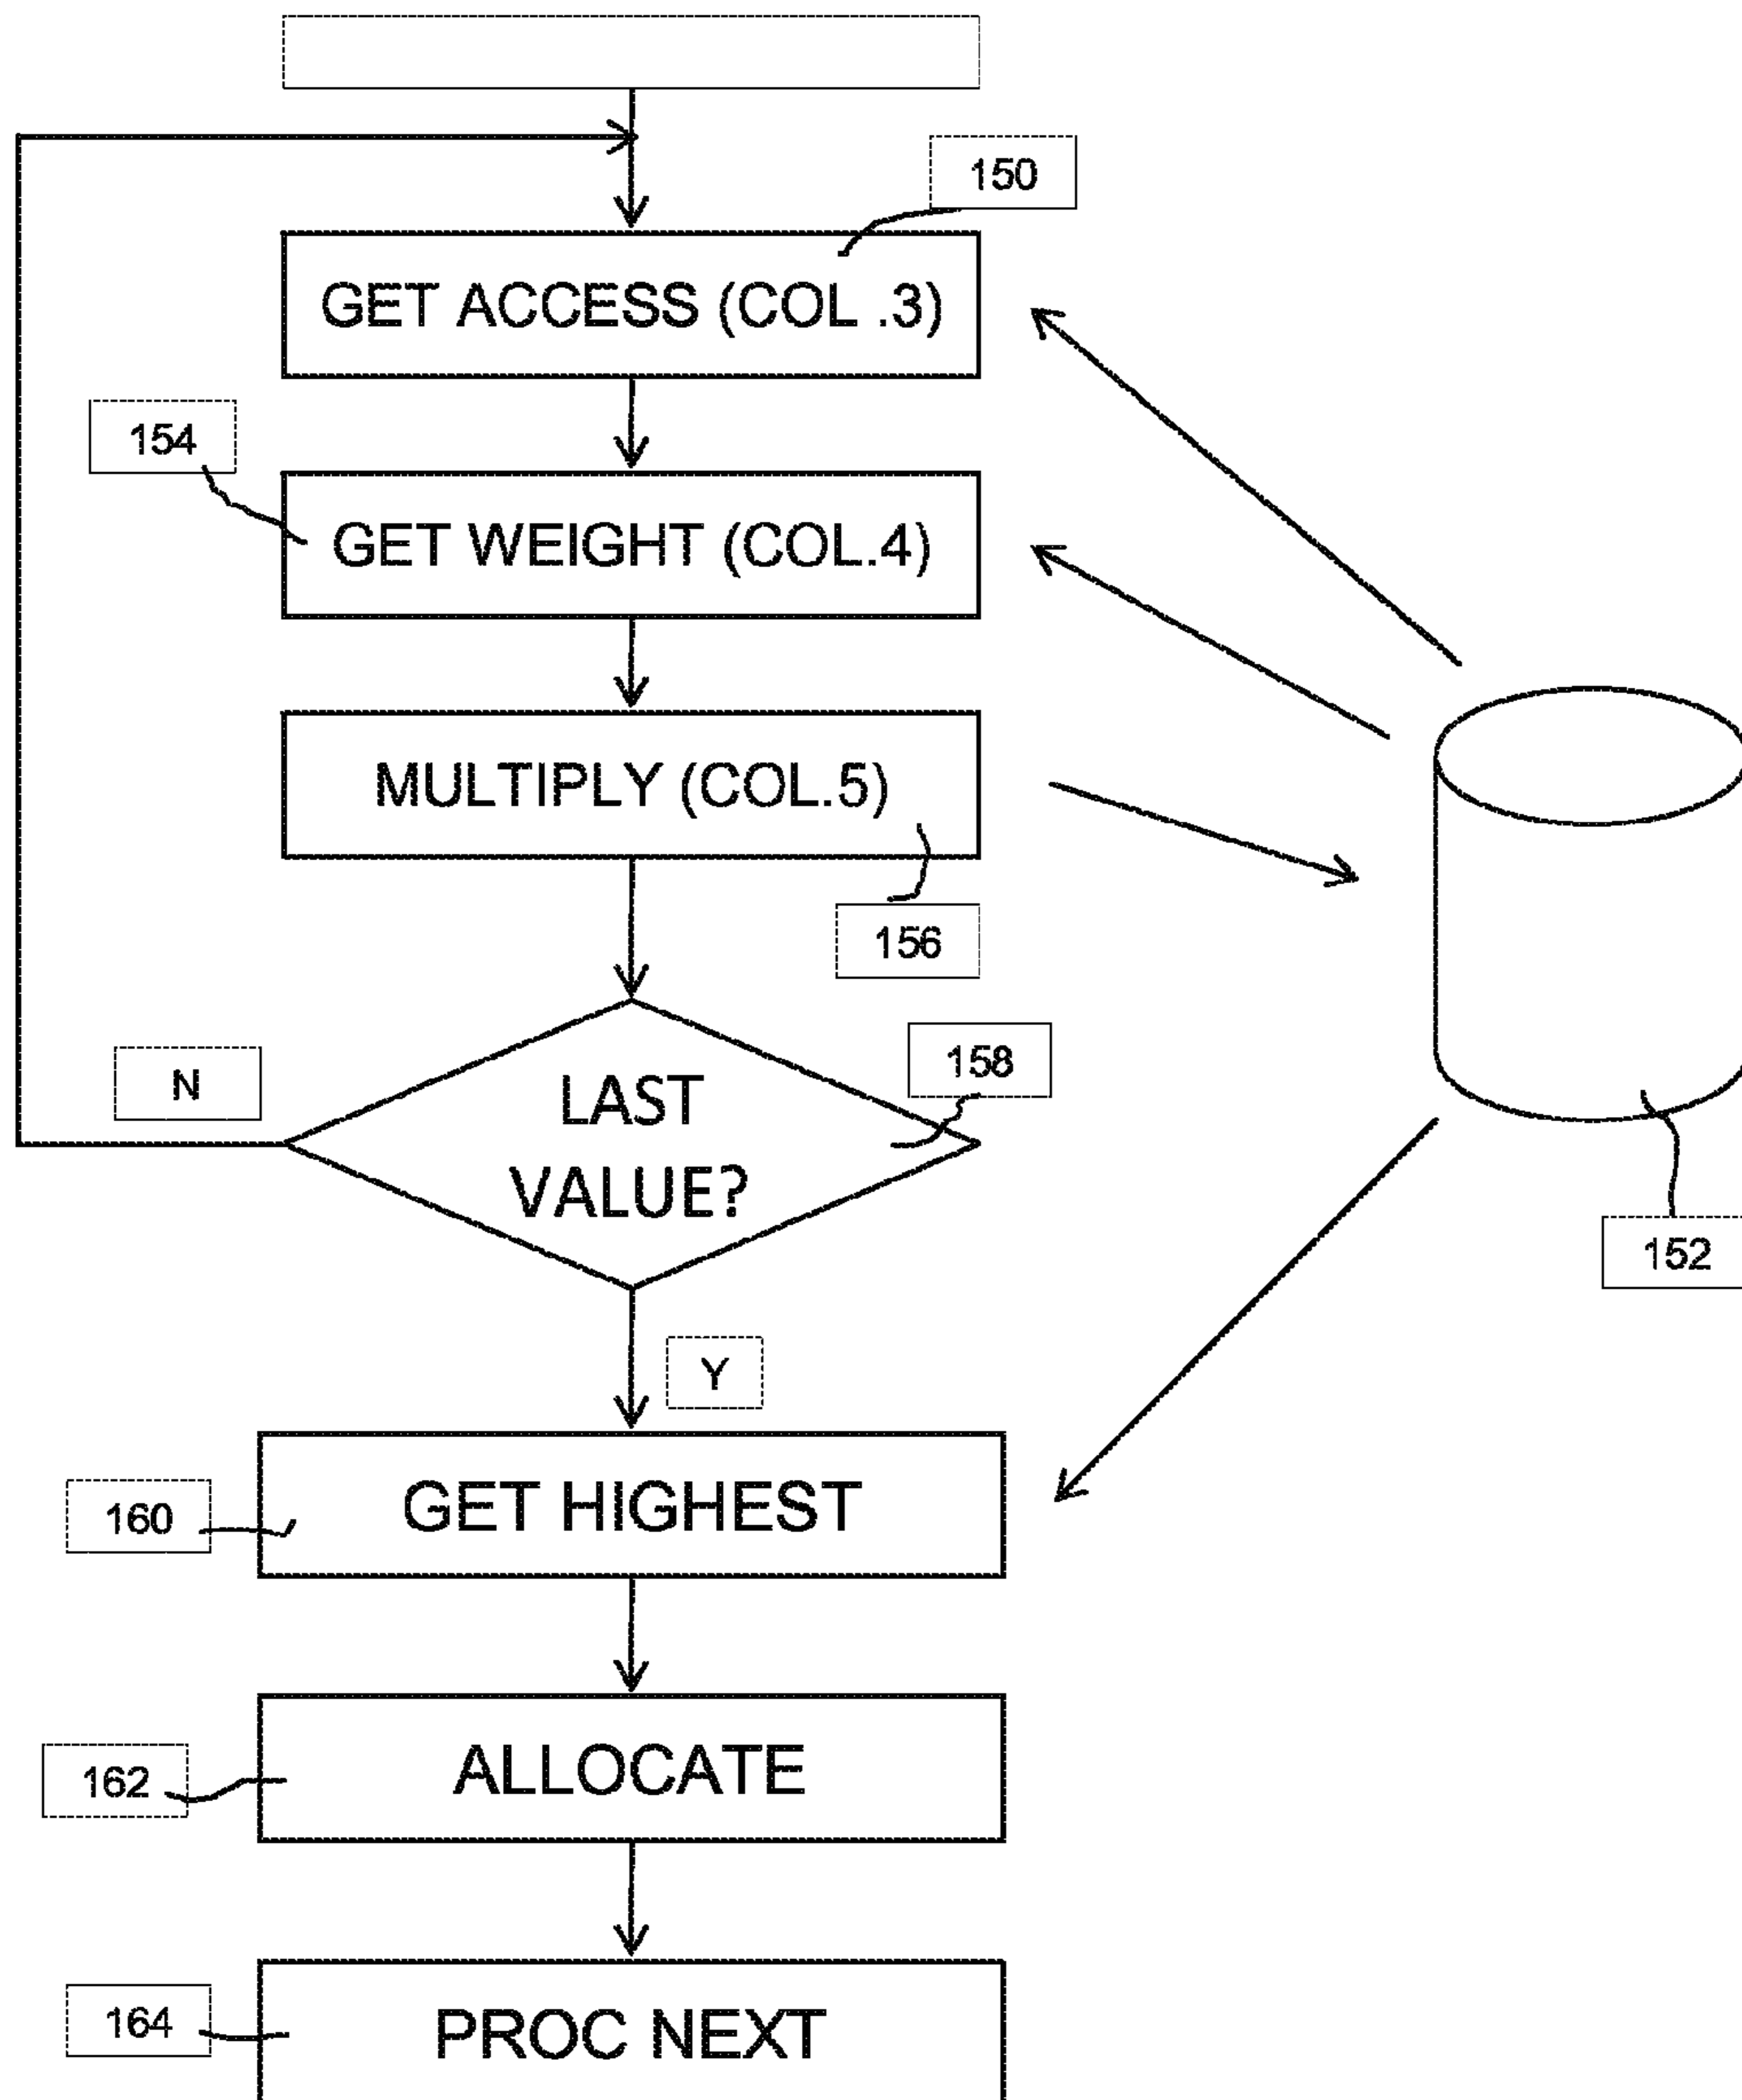 150
GET ACCESS (COL .3)
154
GET WEIGHT (COL.4)
MULTIPLY (COL.5)
156
N
LAST
VALUE?
158
152
Y
160
GET HIGHEST
162
ALLOCATE
164
PROC NEXT